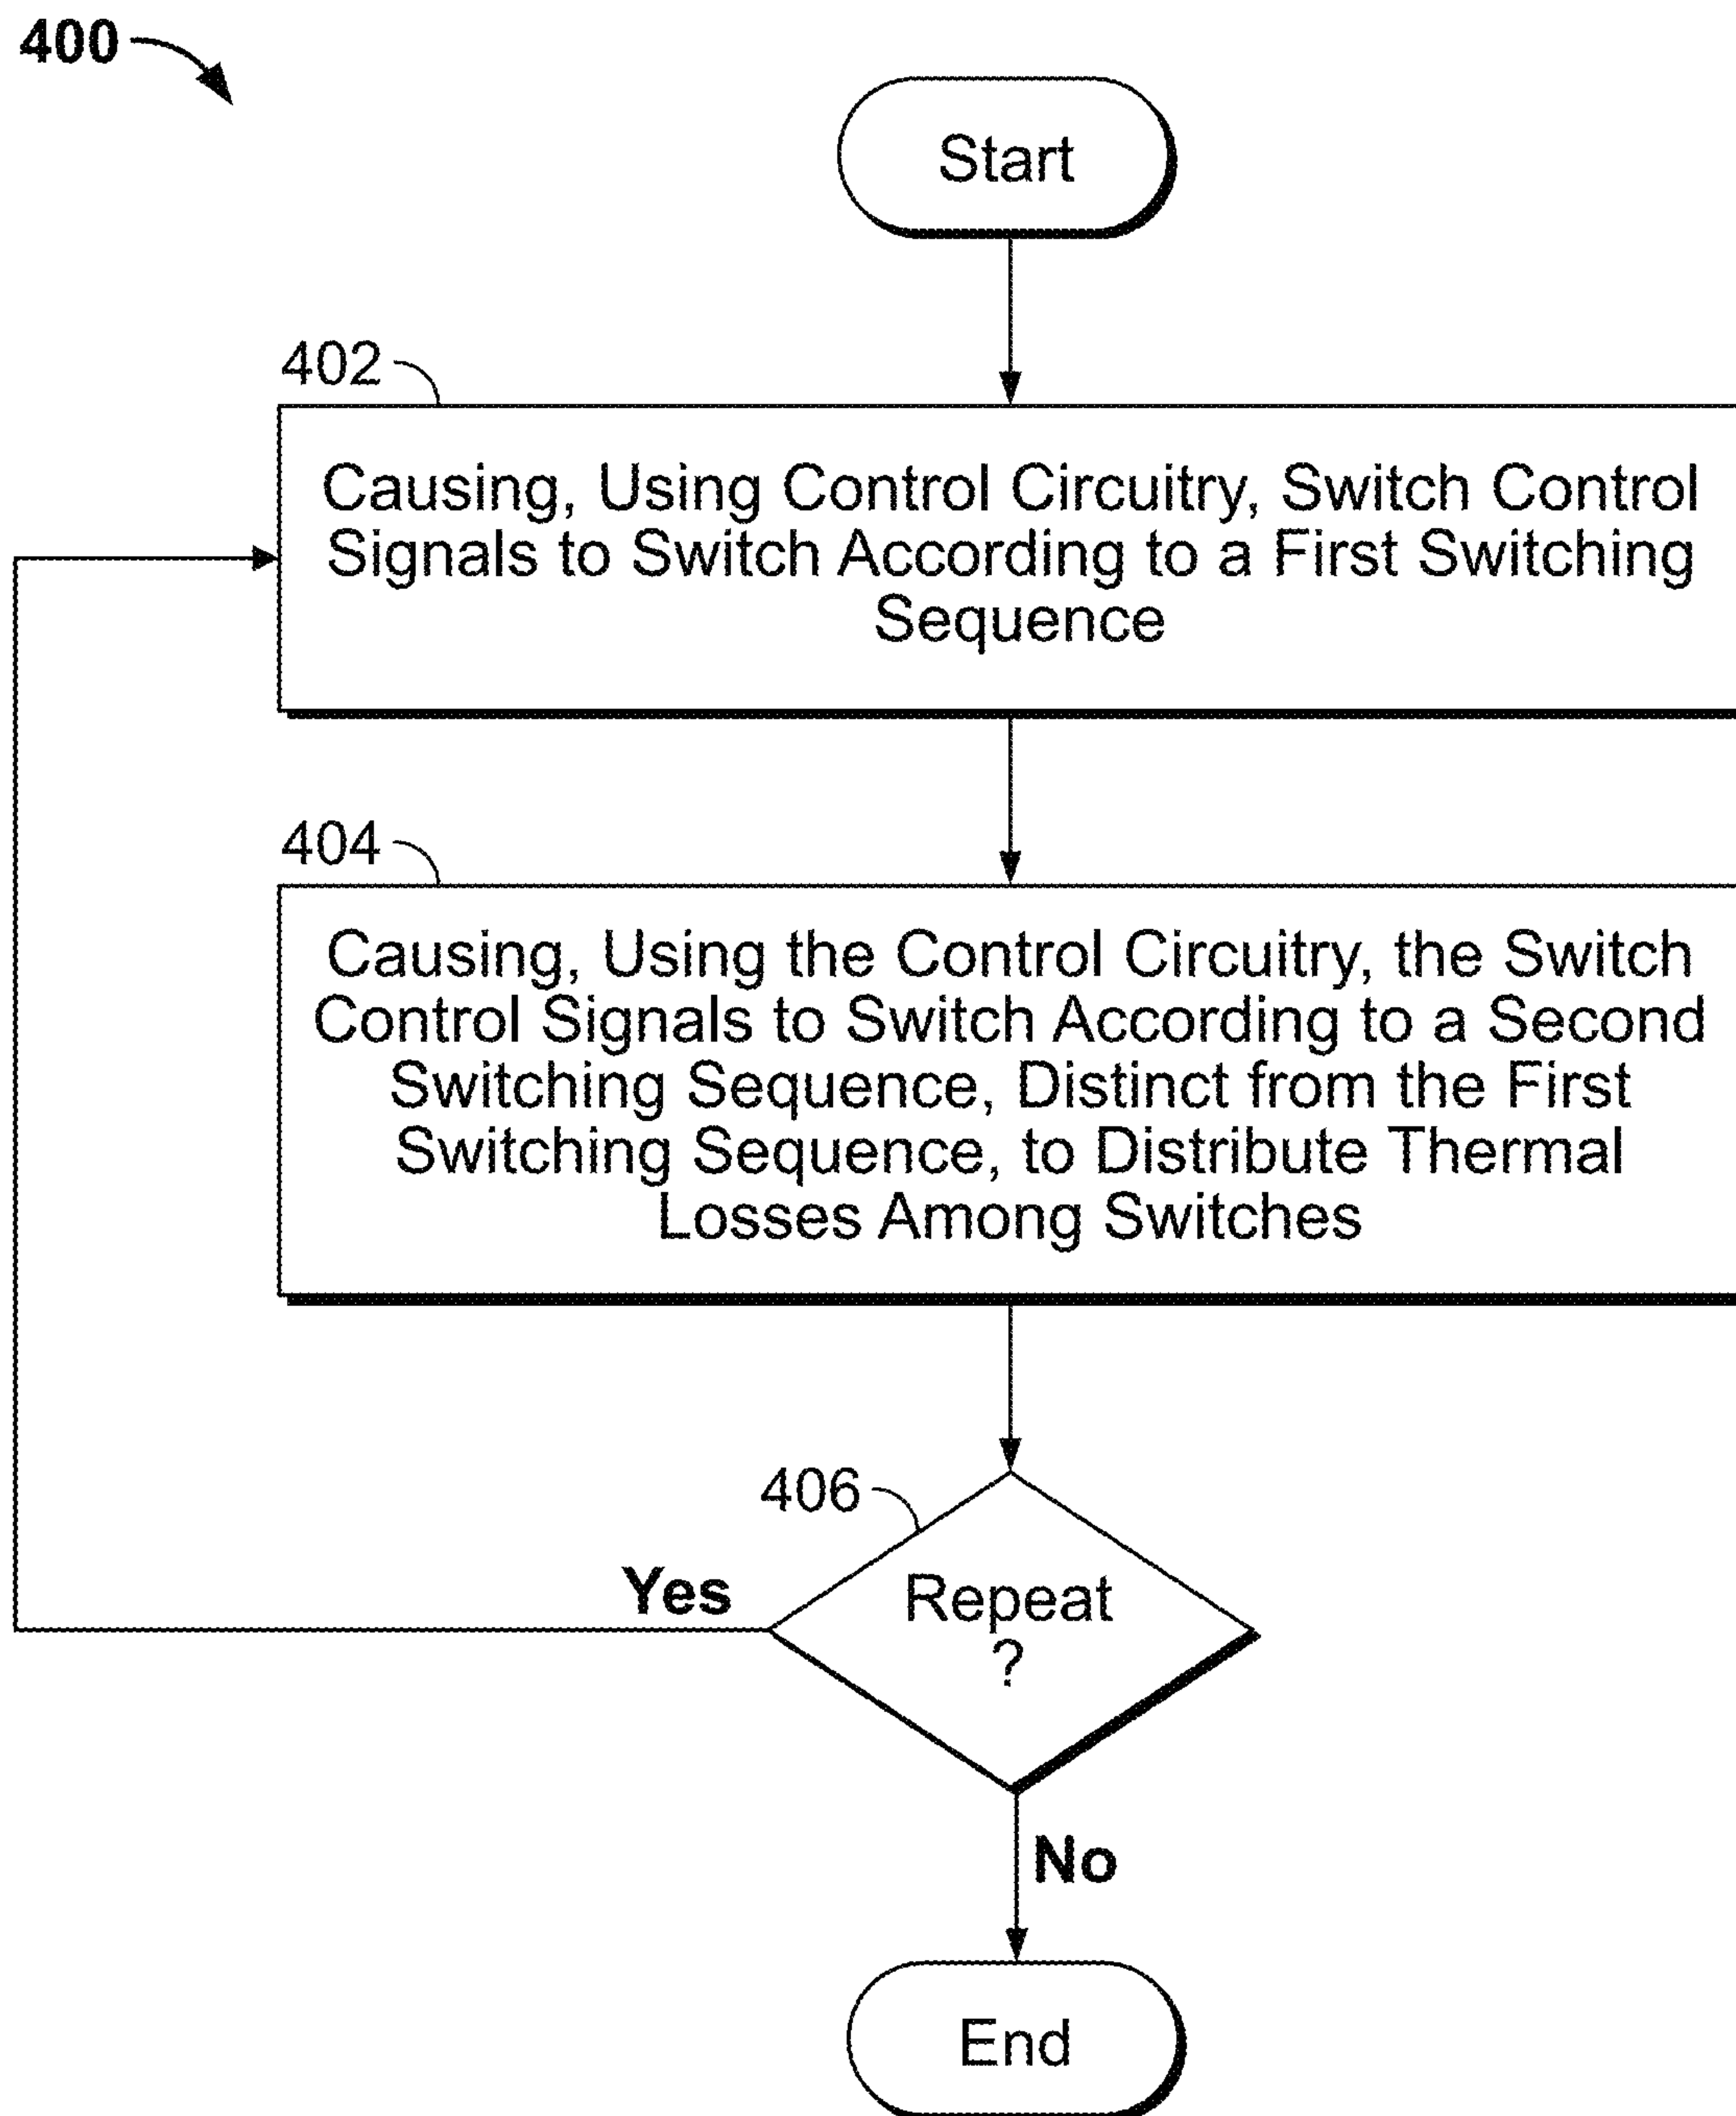 400
Start
402
Causing, Using Control Circuitry, Switch Control
Signals to Switch According to a First Switching
Sequence
404
Causing, Using the Control Circuitry, the Switch
Control Signals to Switch According to a Second
Switching Sequence, Distinct from the First
Switching Sequence, to Distribute Thermal
Losses Among Switches
406
Yes
Repeat
?
No
End